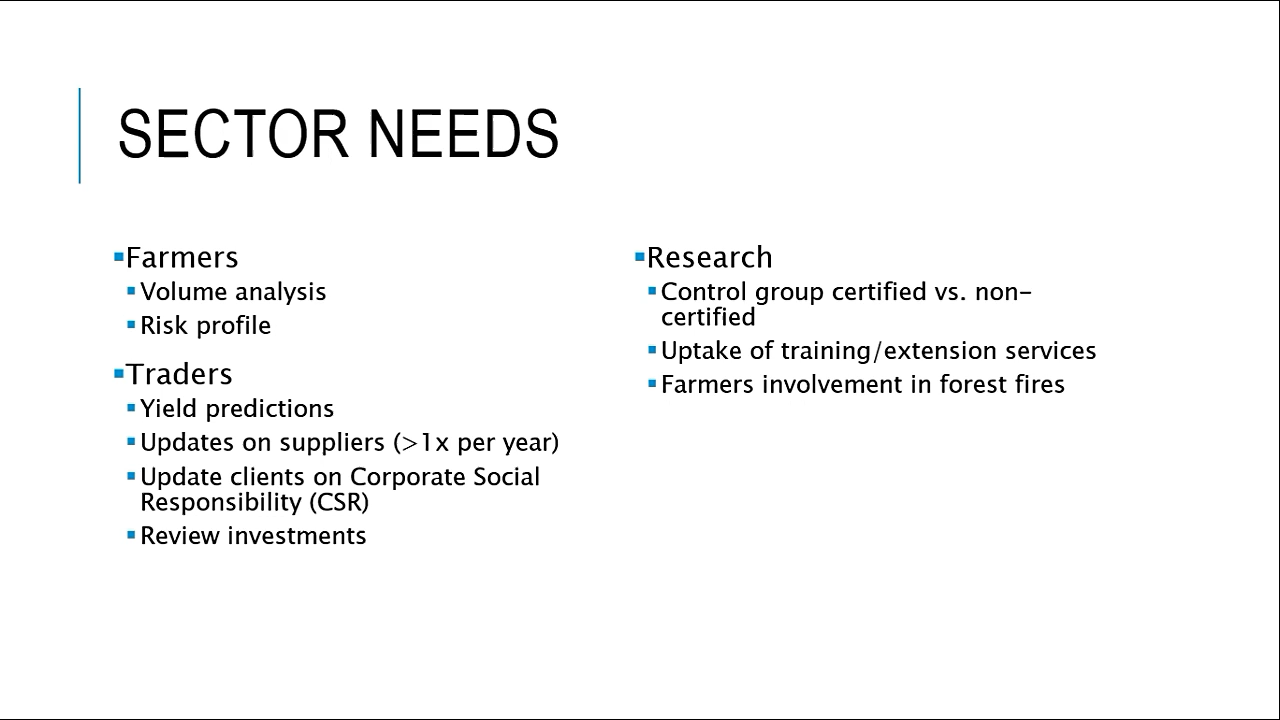 SECTOR NEEDS
▪Farmers
▪Volume analysis
▪Risk profile
▪Traders
▪Yield predictions
▪Updates on suppliers (>1x per year)
▪Update clients on Corporate Social
Responsibility (CSR)
▪Review investments
▪Research
▪Control group certified vs. non-
certified
▪Uptake of training/extension services
▪Farmers involvement in forest fires